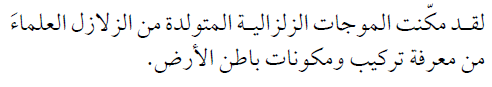 لقد مكّنت الموجات الزلزالية المتولدة من الزلازل العلماءَ
من معرفة تركيب ومكونات باطن الأرض.